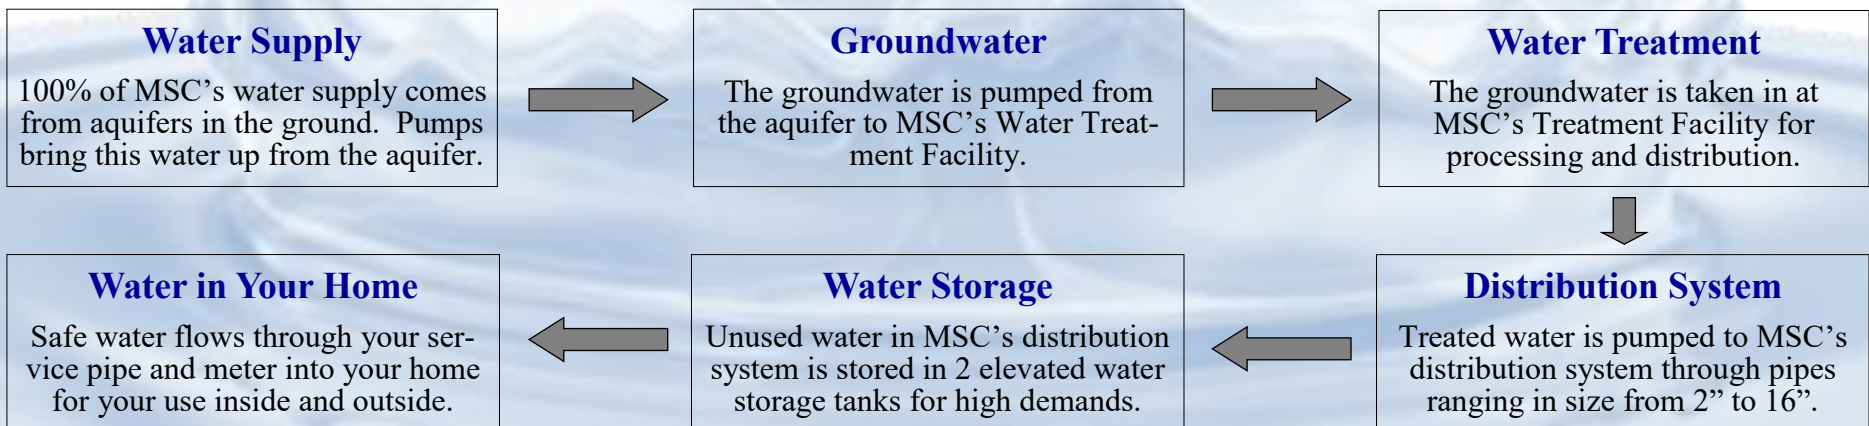 Water Supply
100% of MSC’s water supply comes
from aquifers in the ground.  Pumps
bring this water up from the aquifer.
Groundwater
The groundwater is pumped from
the aquifer to MSC’s Water Treat-
ment Facility.
Water Treatment
The groundwater is taken in at
MSC’s Treatment Facility for
processing and distribution.
Distribution System
Treated water is pumped to MSC’s
distribution system through pipes
ranging in size from 2” to 16”.
Water Storage
Unused water in MSC’s distribution
system is stored in 2 elevated water
storage tanks for high demands.
Water in Your Home
Safe water flows through your ser-
vice pipe and meter into your home
for your use inside and outside.